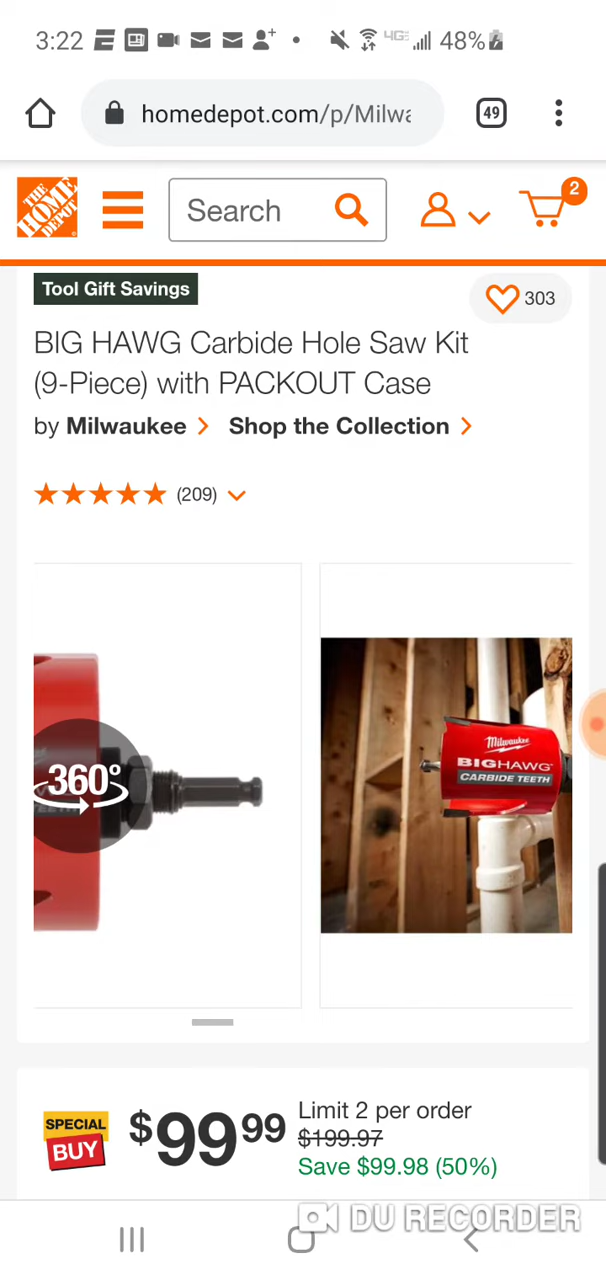 3:22
4GE
48%
homedepot.com/p/Milwa
49
THE
HOME
DEPOT
Search
2
Tool Gift Savings
303
BIG HAWG Carbide Hole Saw Kit
(9-Piece) with PACKOUT Case
by Milwaukee
Shop the Collection
(209)
360°
Milwaukee
BIG HAWG
CARBIDE TEETH
SPECIAL
BUY
$99 99
Limit 2 per order
$199.97
Save $99.98 (50%)
DU RECORDER